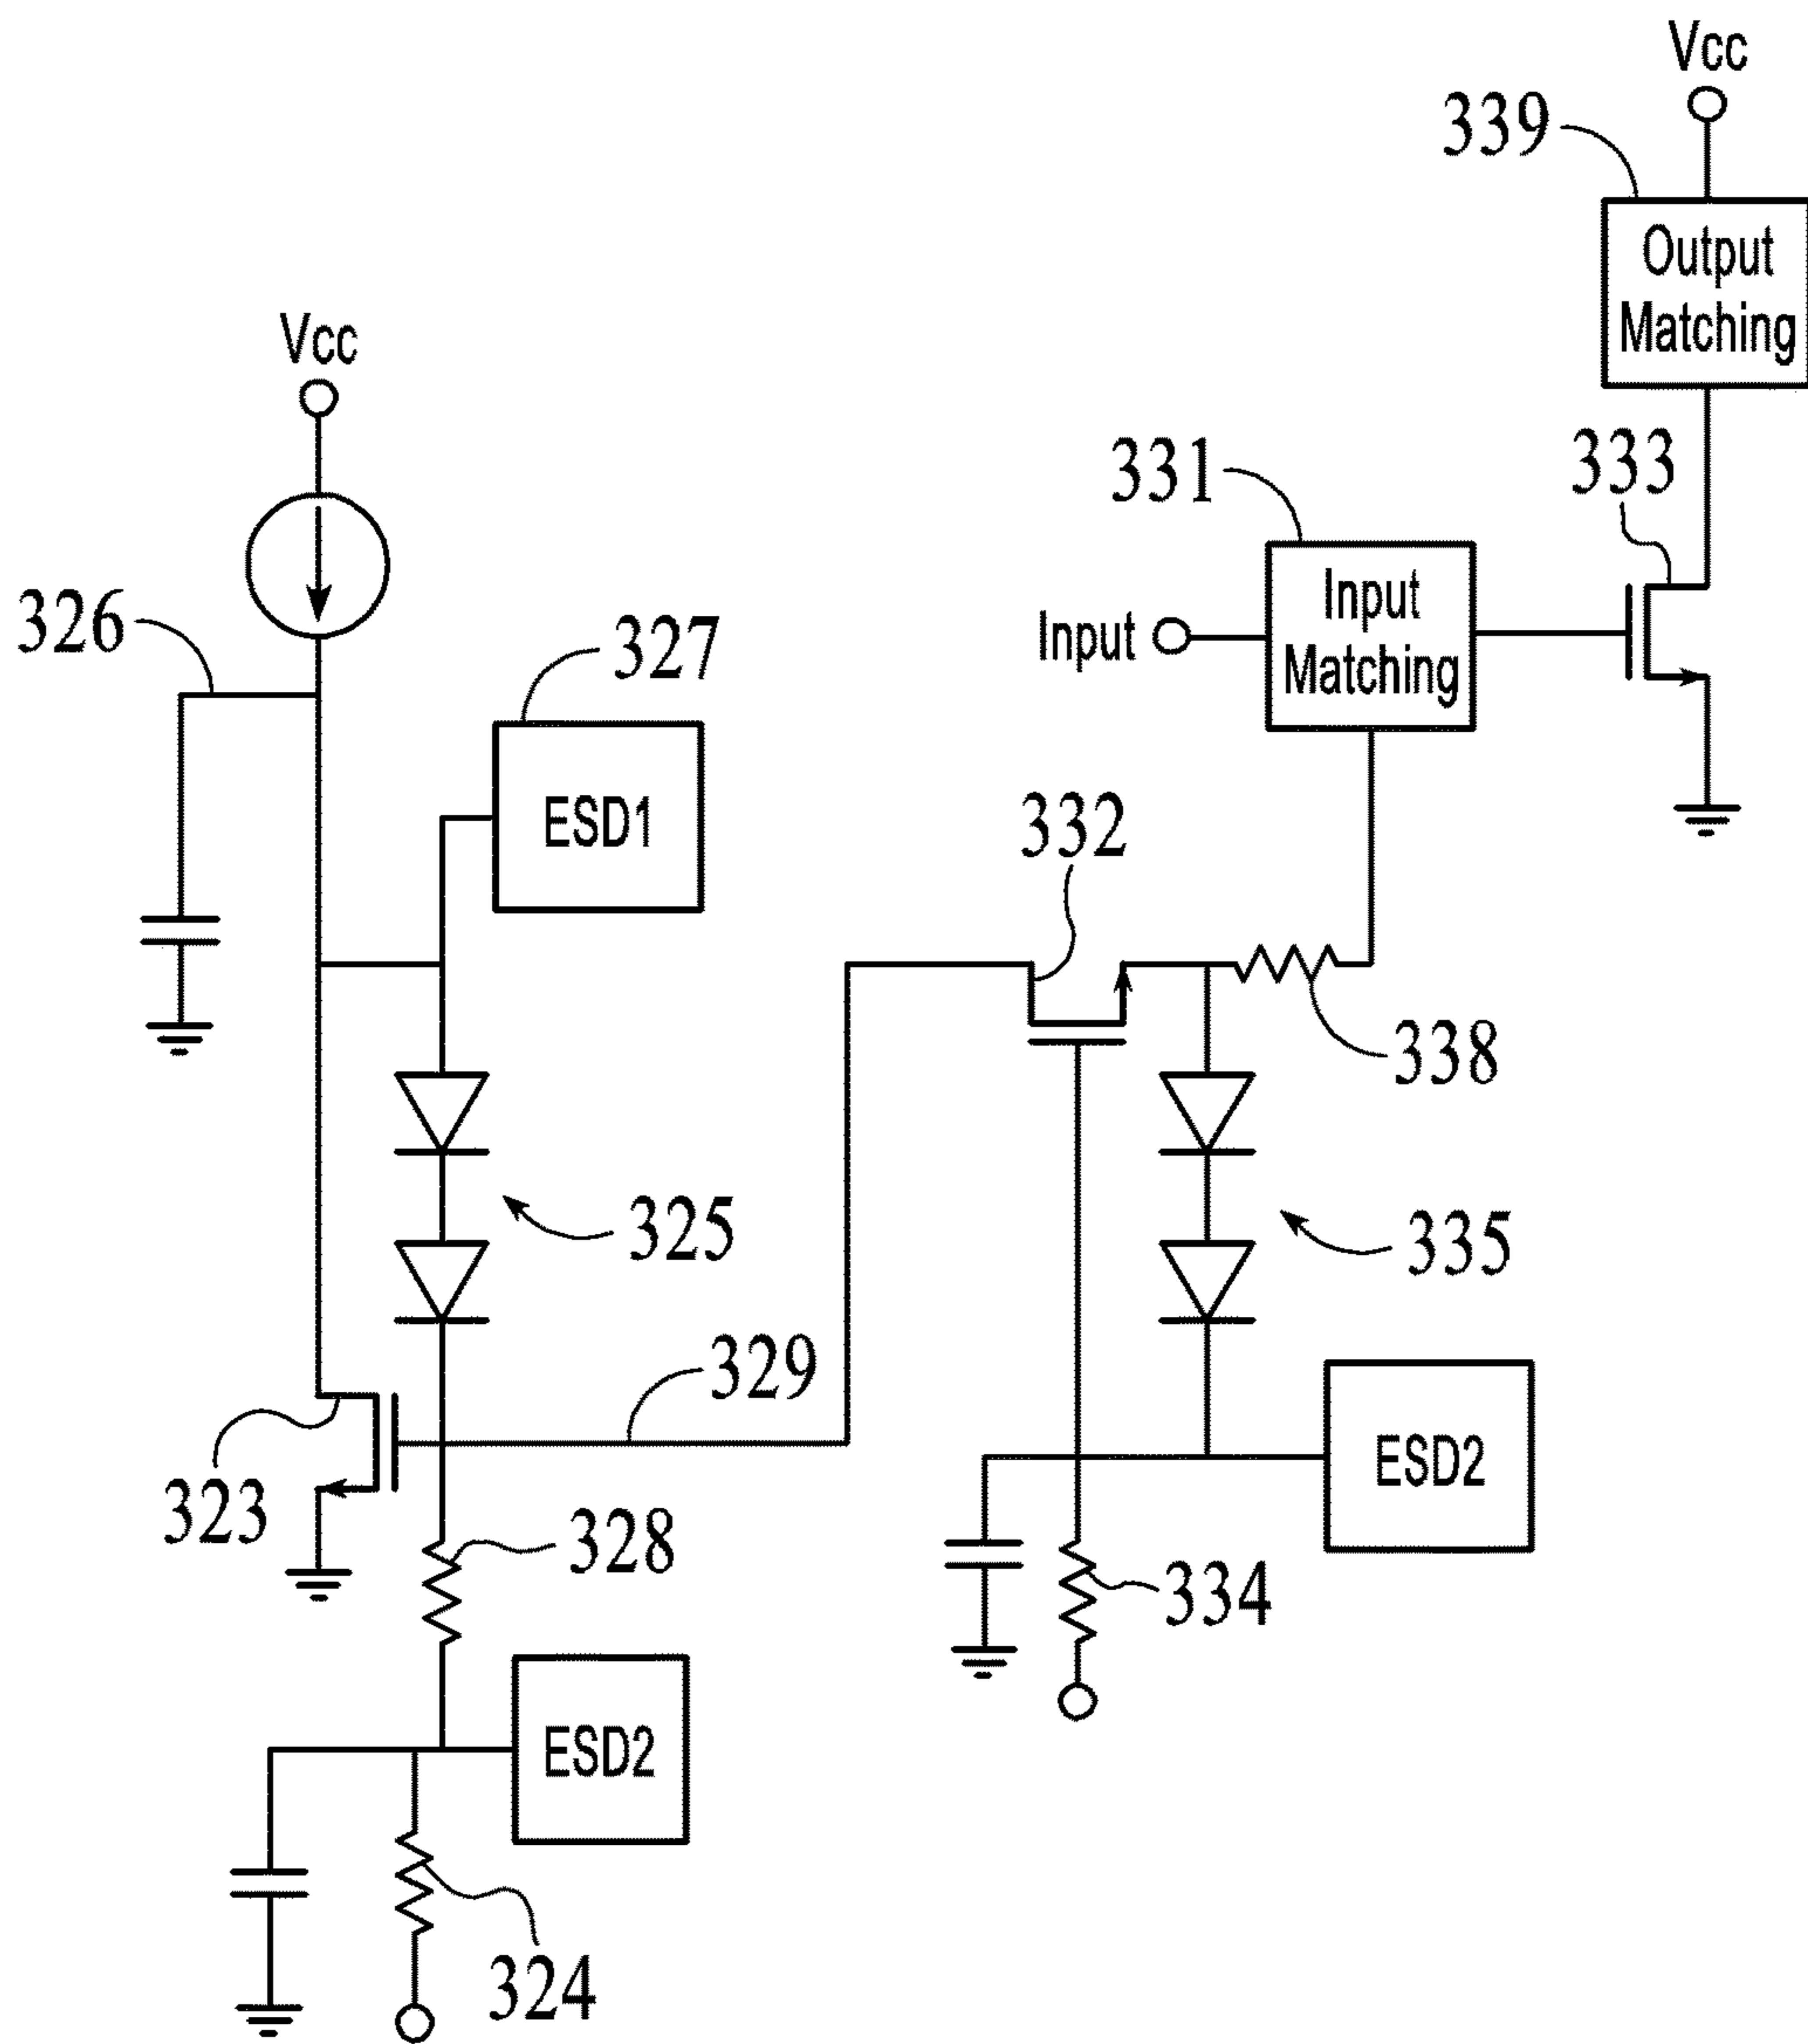 Vcc
339
Output
Matching
Vcc
331
333
326
327
Input
Input
Matching
ESD1
332
338
325
335
329
323
328
ESD2
334
ESD2
324